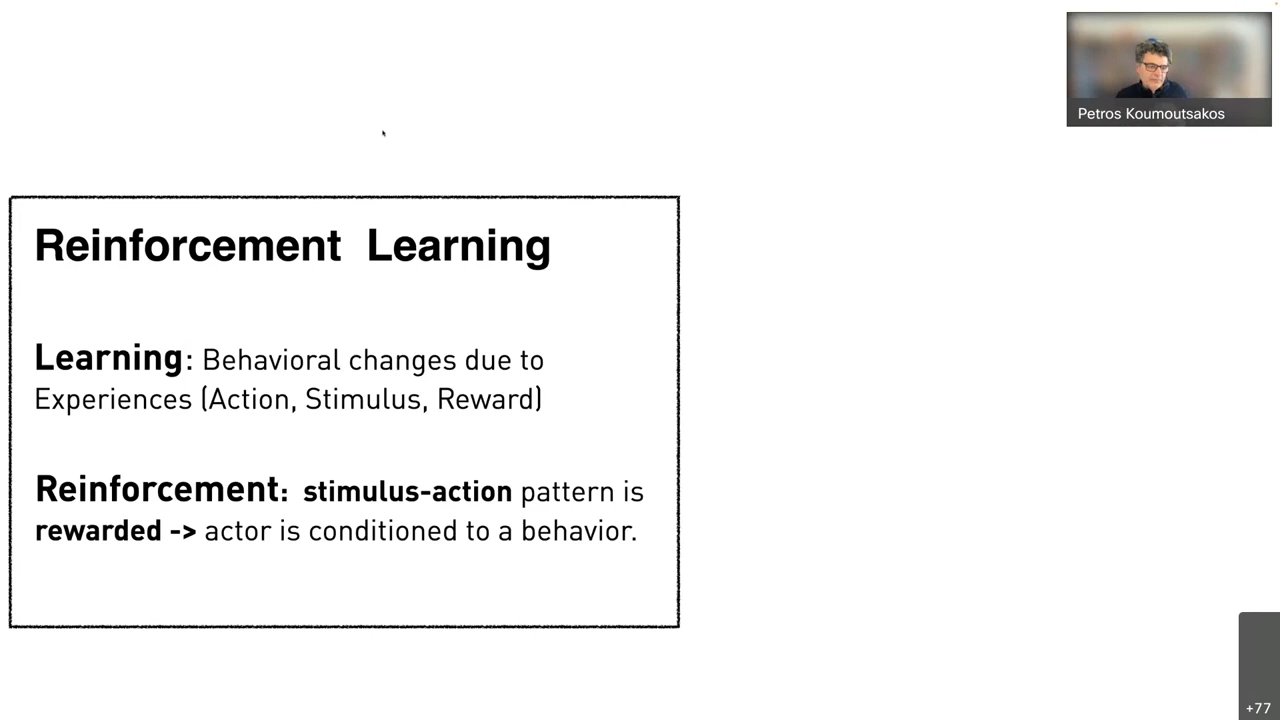 Petros Koumoutsakos
Reinforcement Learning
Learning: Behavioral changes due to
Experiences (Action, Stimulus, Reward)
Reinforcement: stimulus-action pattern is
rewarded -> actor is conditioned to a behavior.
+77